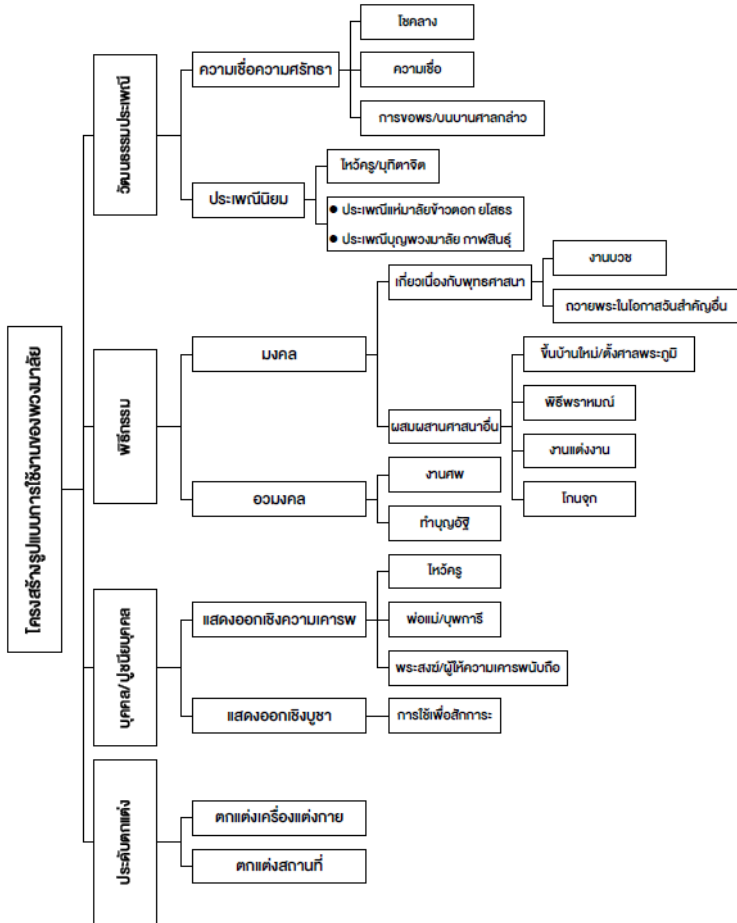 โครงสร้างรูปแบบการใช้งานของพวงมาลัย
วัฒนธรรมประเพณี
ความเชื่อความศรัทธา
โชคลาง
ความเชื่อ
การขอพร/บนบานศาลกล่าว
ประเพณีนิยม
ไหว้ครู/มุทิตาจิต
● ประเพณีแห่มาลัยข้าวตอก ยโสธร
● ประเพณีบุญพวงมาลัย กาฬสินธุ์
พิธีกรรม
มงคล
เกี่ยวเนื่องกับพุทธศาสนา
งานบวช
ถวายพระในโอกาสวันสำคัญอื่น
ผสมผสานศาสนาอื่น
ขึ้นบ้านใหม่/ตั้งศาลพระภูมิ
พิธีพราหมณ์
งานแต่งงาน
โกนจุก
อวมงคล
งานศพ
ทำบุญอัฐิ
บุคคล/ปูชนียบุคคล
แสดงออกเชิงความเคารพ
ไหว้ครู
พ่อแม่/บุพการี
พระสงฆ์/ผู้ให้ความเคารพนับถือ
แสดงออกเชิงบูชา
การใช้เพื่อสักการะ
ประดับตกแต่ง
ตกแต่งเครื่องแต่งกาย
ตกแต่งสถานที่